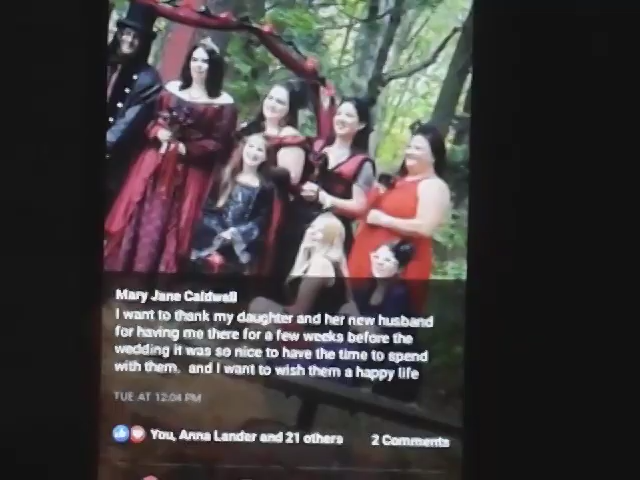 Mary Jane Caldwell
I want to thank my daughter and her new husband
for having me there for a few weeks before the
wedding it was so nice to have the time to spend
with them. and I want to wish them a happy life
TUE AT 12:04 PM
You, Anna Lander and 21 others 2 Comments